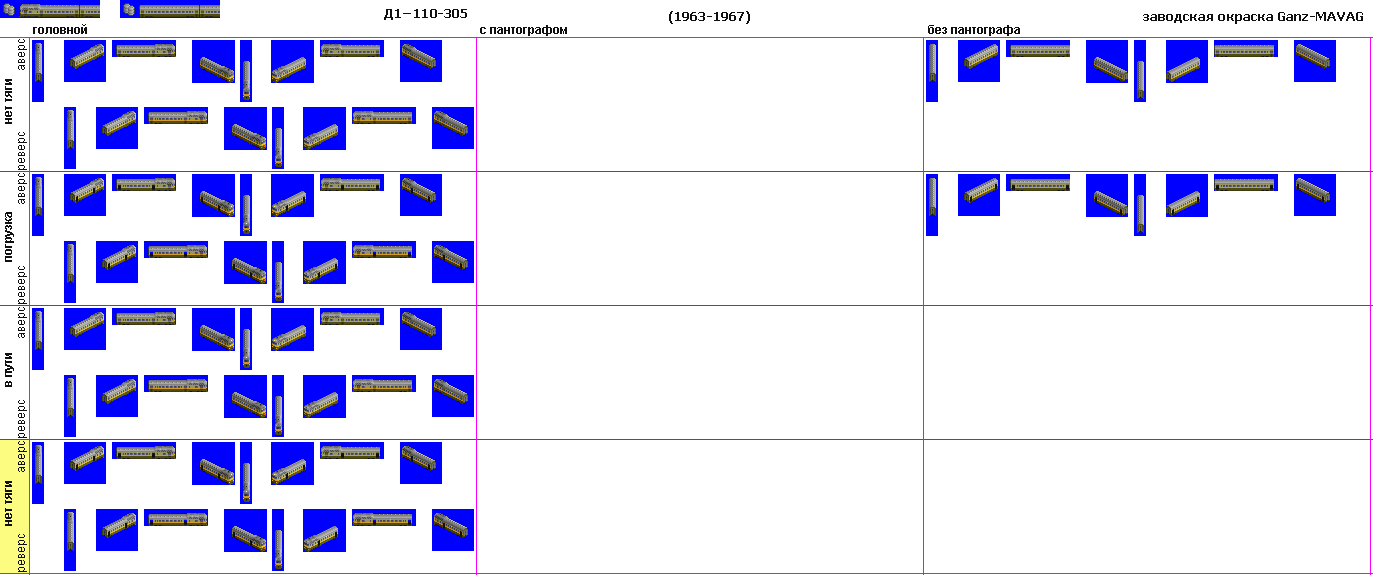 Д1-110-305
(1963-1967)
заводская окраска Ganz-MAVAG
головной
с пантографом
без пантографа
нет тяги
аверс
реверс
погрузка
аверс
реверс
в пути
аверс
реверс
нет тяги
аверс
реверс